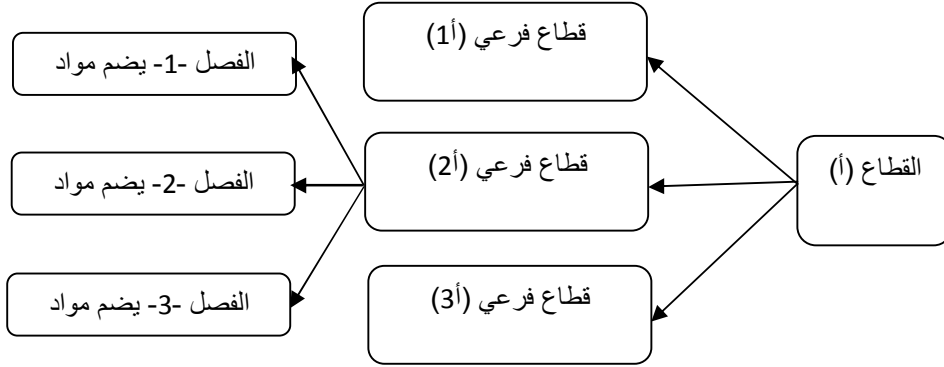 القطاع (أ)
قطاع فرعي (أ1)
قطاع فرعي (أ2)
قطاع فرعي (أ3)
الفصل -1- يضم مواد
الفصل -2- يضم مواد
الفصل -3- يضم مواد